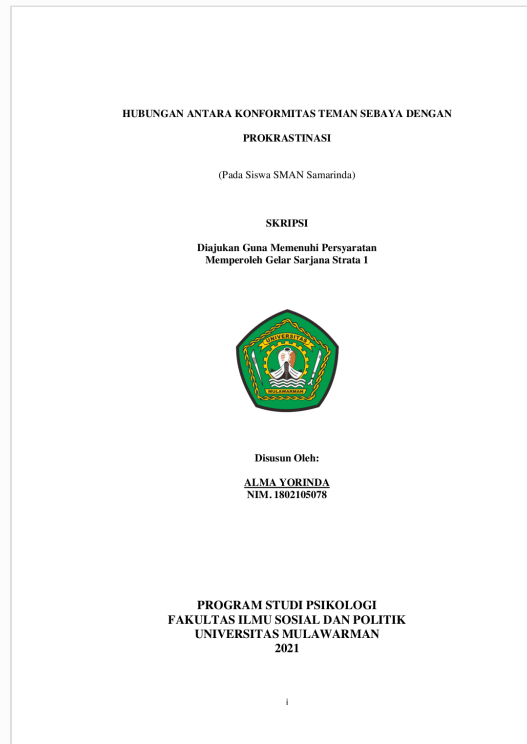 HUBUNGAN ANTARA KONFORMITAS TEMAN SEBAYA DENGAN
PROKRASTINASI
(Pada Siswa SMAN Samarinda)
SKRIPSI
Diajukan Guna Memenuhi Persyaratan
Memperoleh Gelar Sarjana Strata 1
UNIVERSITAS
MULAWARMAN
Disusun Oleh:
ALMA YORINDA
NIM. 1802105078
PROGRAM STUDI PSIKOLOGI
FAKULTAS ILMU SOSIAL DAN POLITIK
UNIVERSITAS MULAWARMAN
2021
i